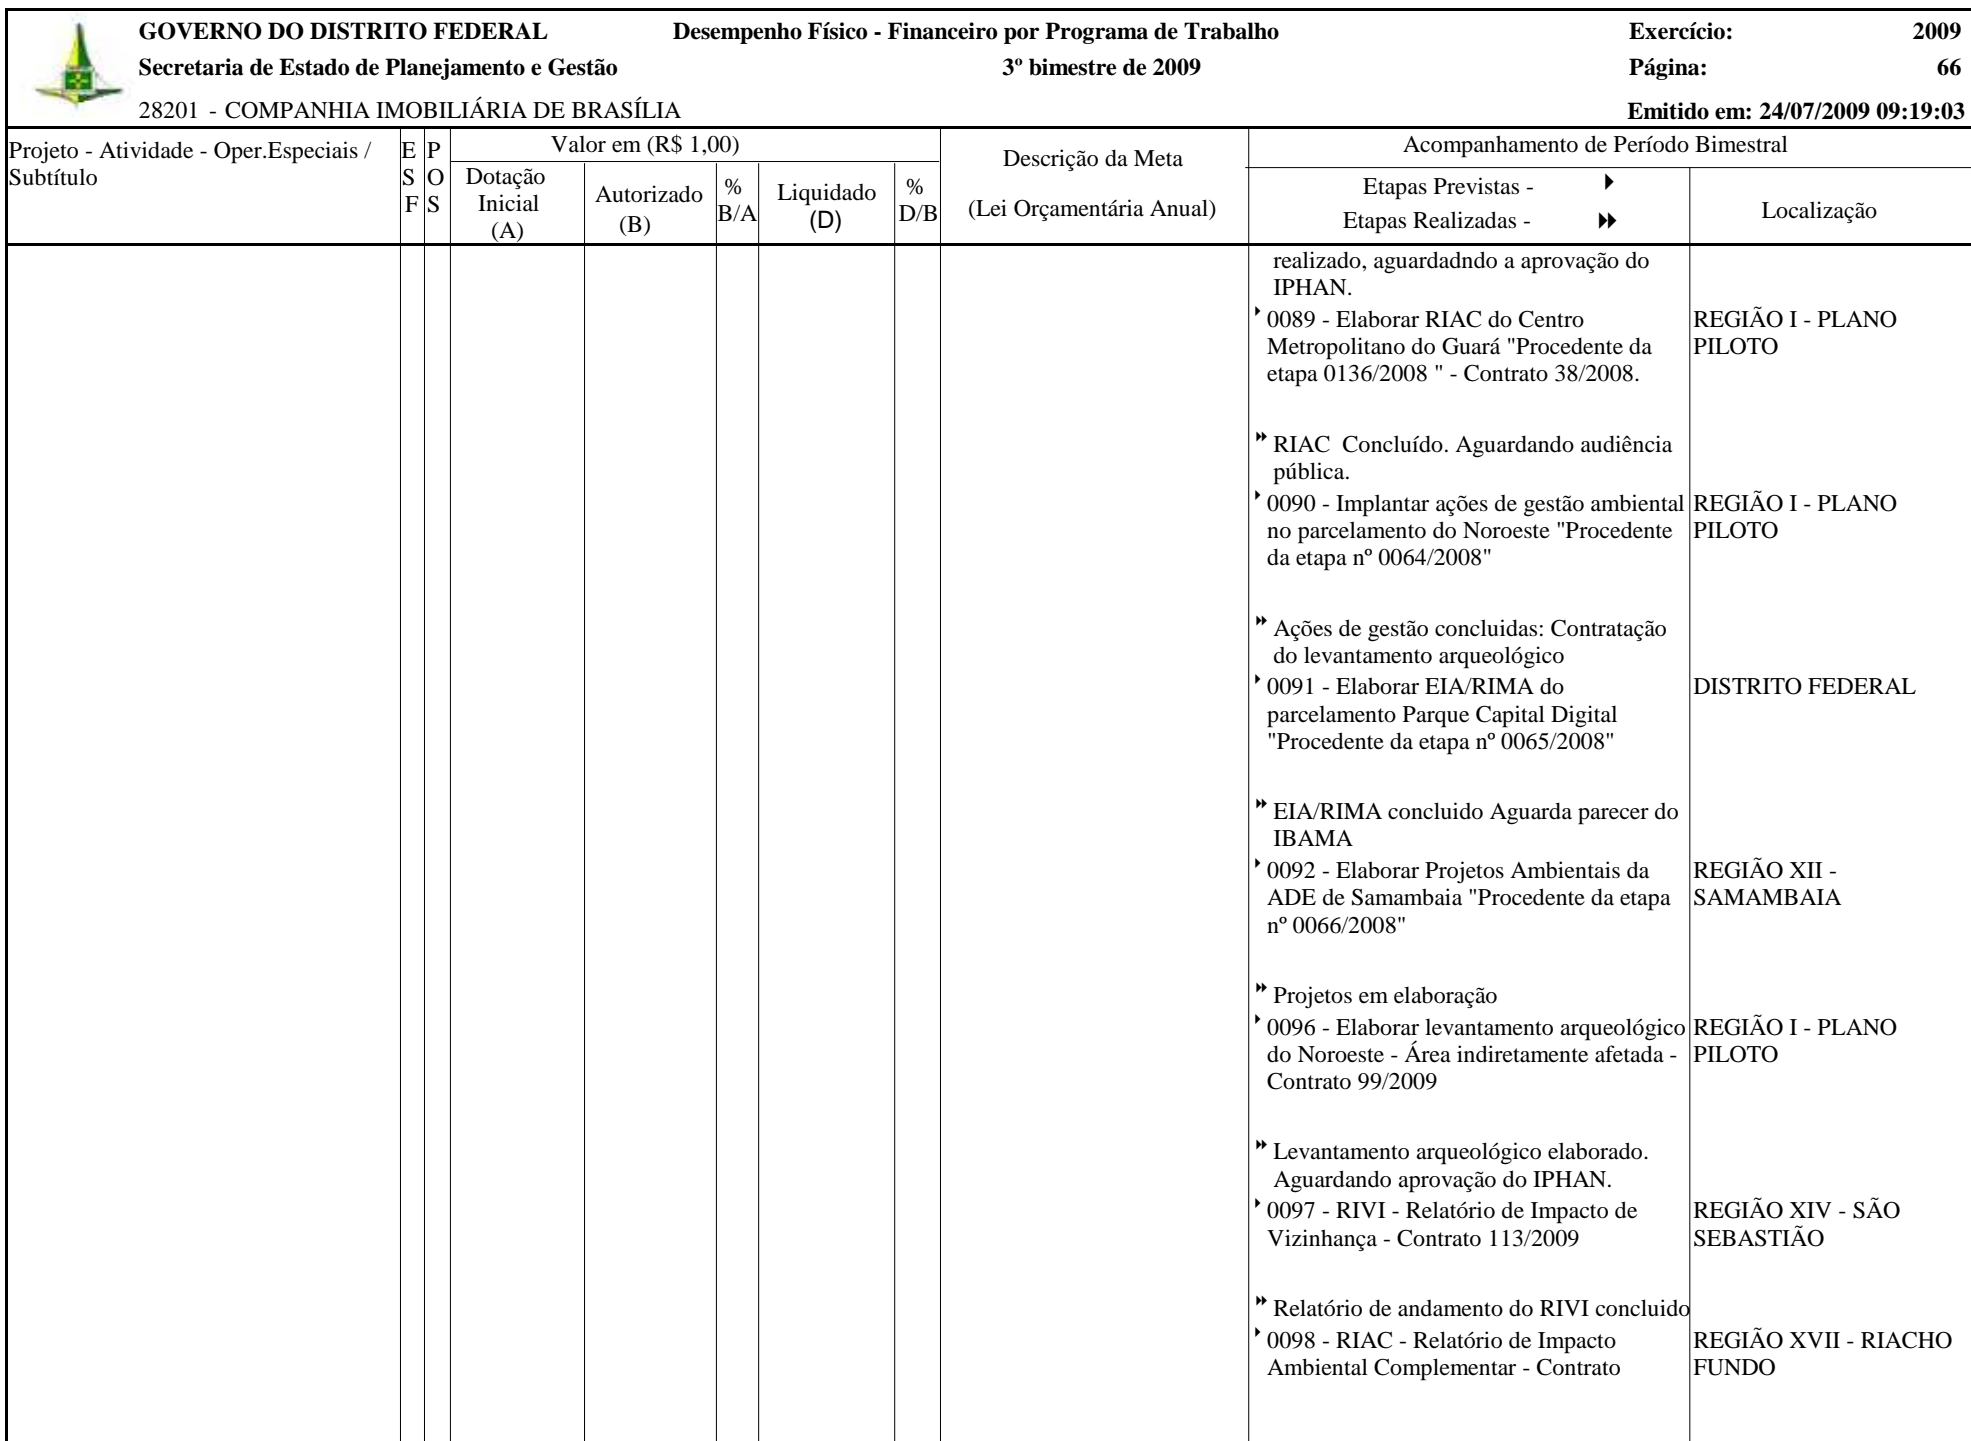 GOVERNO DO DISTRITO FEDERAL
Desempenho Físico - Financeiro por Programa de Trabalho
Exercício: 2009
Secretaria de Estado de Planejamento e Gestão
3º bimestre de 2009
Página: 66
28201 - COMPANHIA IMOBILIÁRIA DE BRASÍLIA
Emitido em: 24/07/2009 09:19:03
Projeto - Atividade - Oper.Especiais /
Subtítulo
E
S
F
P
O
S
Valor em (R$ 1,00)
Dotação
Inicial
(A)
Autorizado
(B)
%
B/A
Liquidado
(D)
%
D/B
Descrição da Meta
(Lei Orçamentária Anual)
Acompanhamento de Período Bimestral
Etapas Previstas -
Etapas Realizadas -
Localização
realizado, aguardadndo a aprovação do
IPHAN.
0089 - Elaborar RIAC do Centro
Metropolitano do Guará "Procedente da
etapa 0136/2008 " - Contrato 38/2008.
REGIÃO I - PLANO
PILOTO
RIAC  Concluído. Aguardando audiência
pública.
0090 - Implantar ações de gestão ambiental
no parcelamento do Noroeste "Procedente
da etapa nº 0064/2008"
REGIÃO I - PLANO
PILOTO
Ações de gestão concluidas: Contratação
do levantamento arqueológico
0091 - Elaborar EIA/RIMA do
parcelamento Parque Capital Digital
"Procedente da etapa nº 0065/2008"
DISTRITO FEDERAL
EIA/RIMA concluido Aguarda parecer do
IBAMA
0092 - Elaborar Projetos Ambientais da
ADE de Samambaia "Procedente da etapa
nº 0066/2008"
REGIÃO XII -
SAMAMBAIA
Projetos em elaboração
0096 - Elaborar levantamento arqueológico
do Noroeste - Área indiretamente afetada -
Contrato 99/2009
REGIÃO I - PLANO
PILOTO
Levantamento arqueológico elaborado.
Aguardando aprovação do IPHAN.
0097 - RIVI - Relatório de Impacto de
Vizinhança - Contrato 113/2009
REGIÃO XIV - SÃO
SEBASTIÃO
Relatório de andamento do RIVI concluido
0098 - RIAC - Relatório de Impacto
Ambiental Complementar - Contrato
REGIÃO XVII - RIACHO
FUNDO